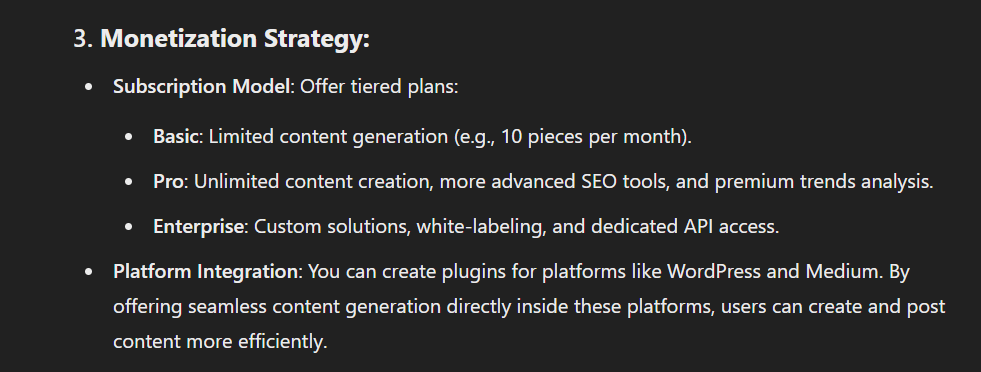 3. Monetization Strategy:
• Subscription Model: Offer tiered plans:
• Basic: Limited content generation (e.g., 10 pieces per month).
• Pro: Unlimited content creation, more advanced SEO tools, and premium trends analysis.
• Enterprise: Custom solutions, white-labeling, and dedicated API access.
• Platform Integration: You can create plugins for platforms like WordPress and Medium. By
offering seamless content generation directly inside these platforms, users can create and post
content more efficiently.